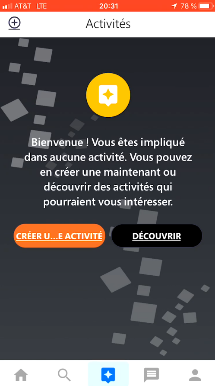 AT&T LTE 20:31 78 %
Activités
Bienvenue ! Vous êtes impliqué
dans aucune activité. Vous pouvez
en créer une maintenant ou
découvrir des activités qui
pourraient vous intéresser.
CRÉER U...E ACTIVITÉ DÉCOUVRIR